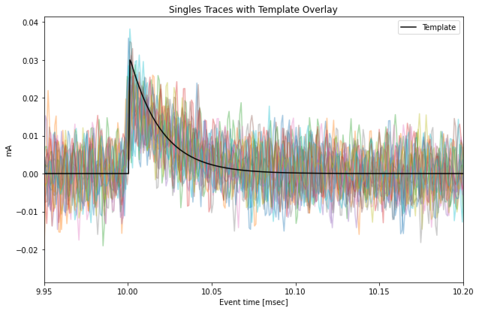 Singles Traces with Template Overlay
Template
mA
0.04
0.03
0.02
0.01
0.00
−0.01
−0.02
9.95 10.00 10.05 10.10 10.15 10.20
Event time [msec]